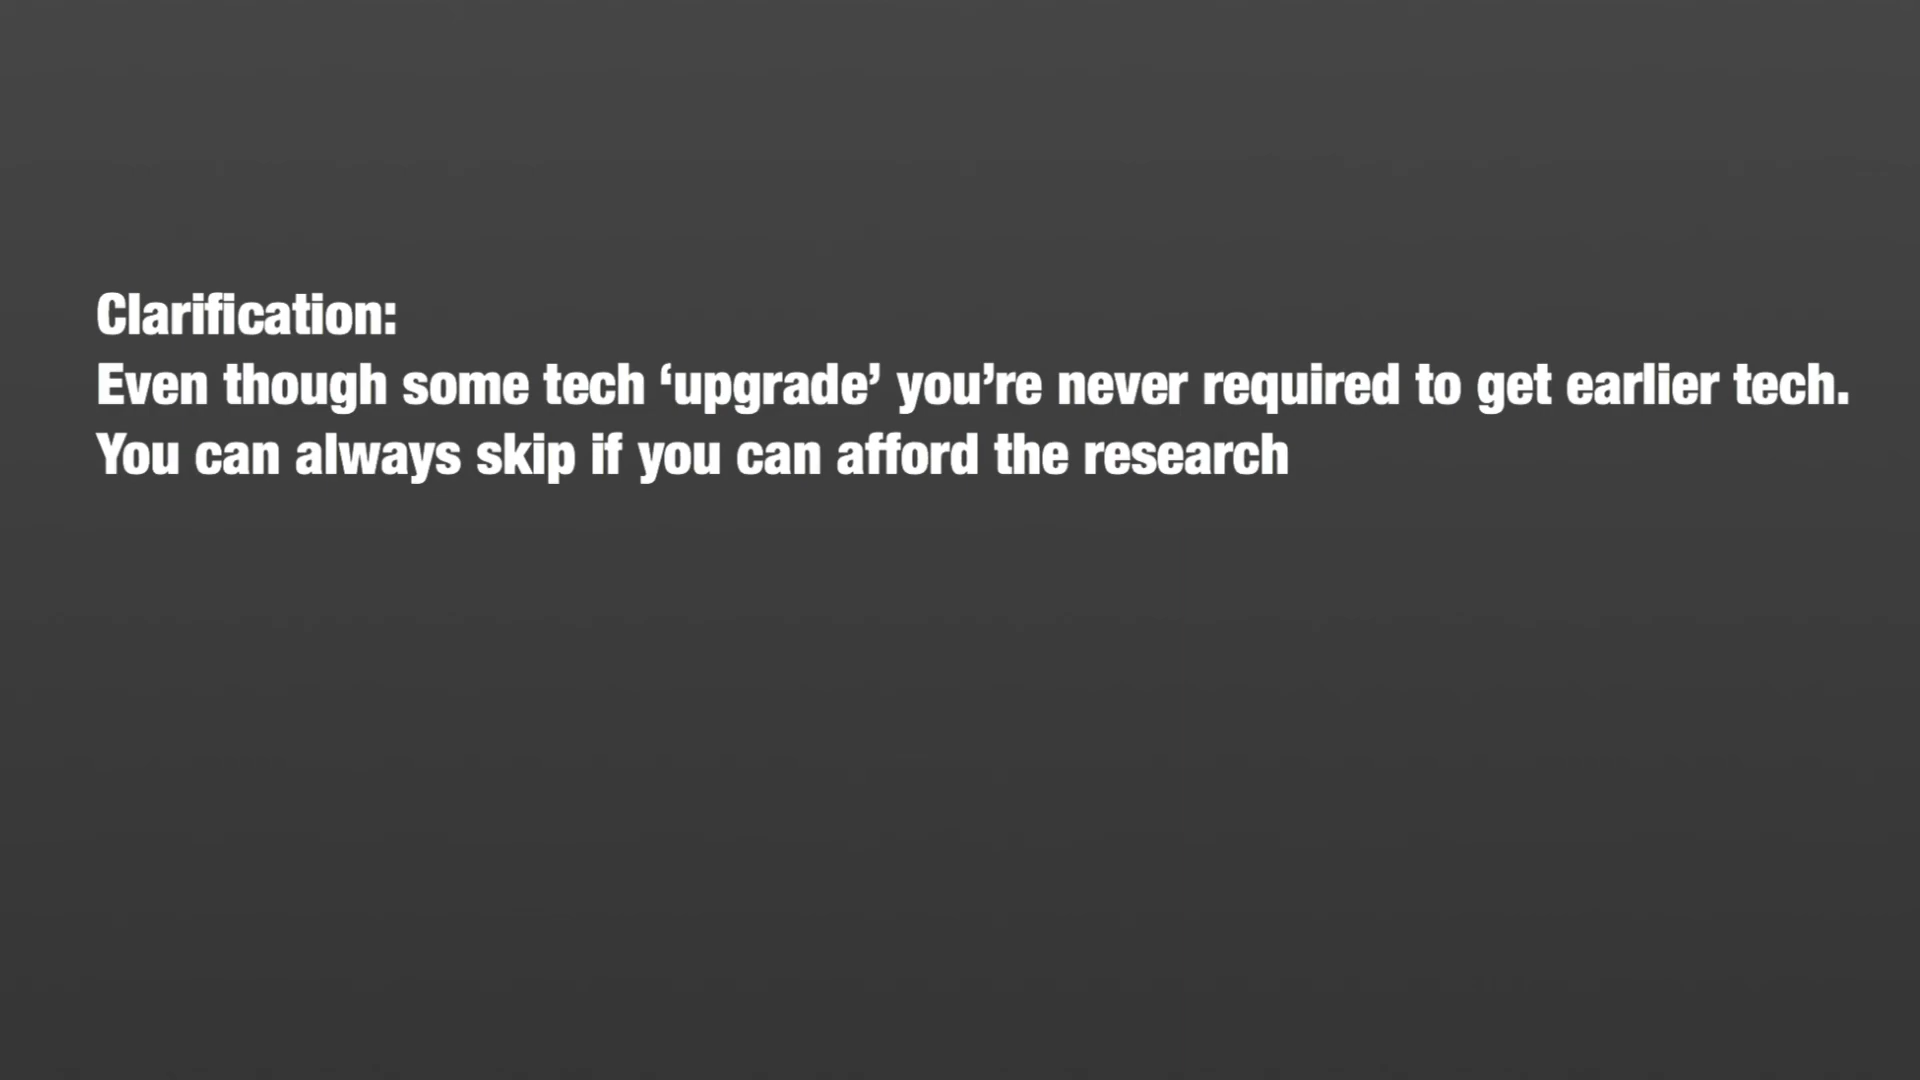 Clarification:
Even though some tech ‘upgrade’ you’re never required to get earlier tech.
You can always skip if you can afford the research